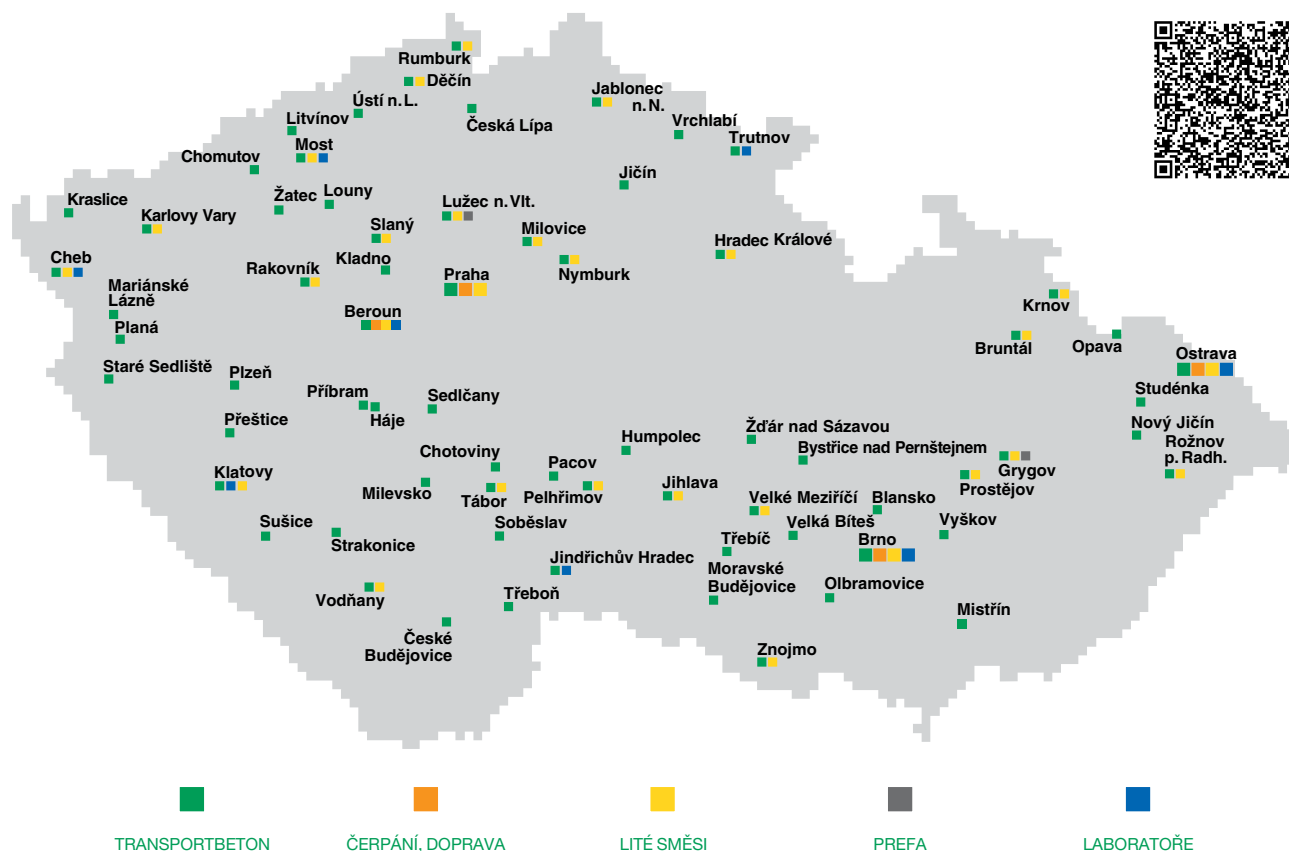 Rumburk
Děčín
Ústí n.L.
Česká Lípa
Jablonec
n.N.
Vrchlabí
Trutnov
Litvínov
Most
Chomutov
Jičín
Kraslice
Karlovy Vary
Žatec
Louny
Lužec n.Vlt.
Slaný
Milovice
Hradec Králové
Cheb
Kladno
Rakovník
Praha
Nymburk
Mariánské
Lázně
Planá
Beroun
Krnov
Bruntál
Opava
Ostrava
Staré Sedliště
Plzeň
Příbram
Háje
Sedlčany
Studénka
Přeštice
Nový Jičín
Rožnov
p. Radh.
Humpolec
Žďár nad Sázavou
Bystřice nad Pernštejnem
Chotoviny
Pacov
Klatovy
Milevsko
Tábor
Pelhřimov
Jihlava
Grygov
Prostějov
Velké Meziříčí
Blansko
Sušice
Strakonice
Soběslav
Velká Bíteš
Vyškov
Třebíč
Brno
Jindřichův Hradec
Moravské
Budějovice
Olbramovice
Vodňany
Třeboň
Mistřín
České
Budějovice
Znojmo
TRANSPORTBETON
ČERPÁNÍ, DOPRAVA
LITÉ SMĚSI
PREFA
LABORATOŘE